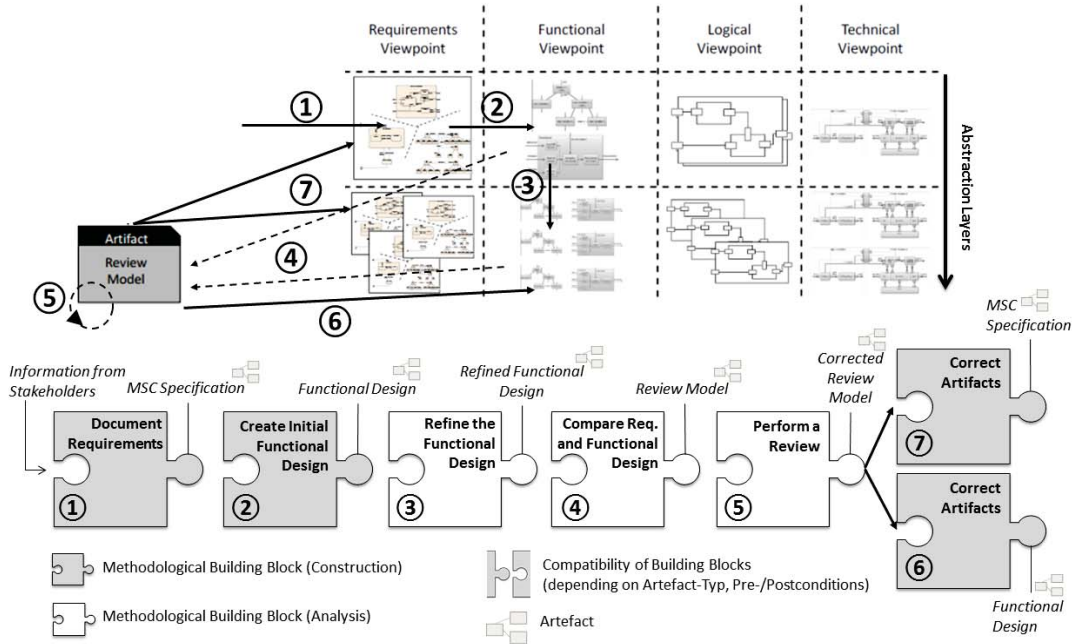 Requirements
Viewpoint
Functional
Viewpoint
Logical
Viewpoint
Technical
Viewpoint
1
2
3
7
4
5
6
Artifact
Review
Model
Abstraction Layers
Information from
Stakeholders
MSC Specification
Functional Design
Refined Functional
Design
Review Model
Corrected
Review
Model
MSC
Specification
Document
Requirements
1
Create Initial
Functional
Design
2
Refine the
Functional
Design
3
Compare Req.
and Functional
Design
4
Perform a
Review
5
Correct
Artifacts
7
Correct
Artifacts
6
Functional
Design
Methodological Building Block (Construction)
Methodological Building Block (Analysis)
Compatibility of Building Blocks
(depending on Artefact-Typ, Pre-/Postconditions)
Artefact